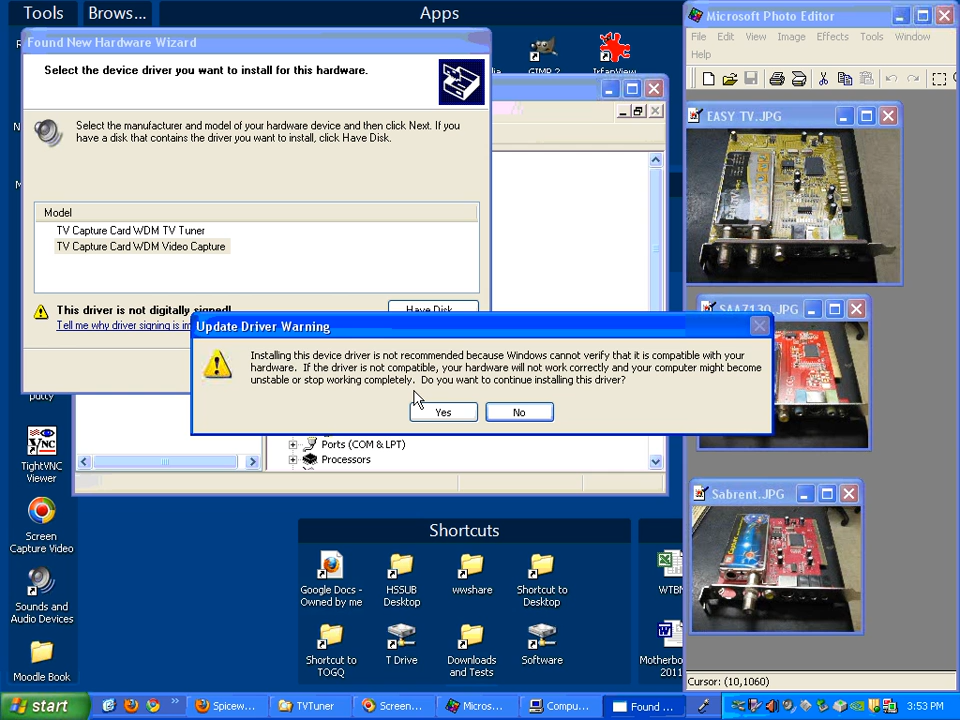 Tools
Brows...
Apps
Microsoft Photo Editor
File Edit View Image Effects Tools Window
Help
Found New Hardware Wizard
Select the device driver you want to install for this hardware.
Select the manufacturer and model of your hardware device and then click Next. If you
have a disk that contains the driver you want to install, click Have Disk.
Model
TV Capture Card WDM TV Tuner
TV Capture Card WDM Video Capture
This driver is not digitally signed!
Tell me why driver signing is im
Have Disk...
GIMP 2
IrfanView
EASY TV.JPG
SAA7130.JPG
Sabrent.JPG
Update Driver Warning
Installing this device driver is not recommended because Windows cannot verify that it is compatible with your
hardware. If the driver is not compatible, your hardware will not work correctly and your computer might become
unstable or stop working completely. Do you want to continue installing this driver?
Yes
No
putty
Ports (COM & LPT)
Processors
TightVNC
Viewer
Screen
Capture Video
Sounds and
Audio Devices
Moodle Book
Shortcuts
Google Docs -
Owned by me
HSSUB
Desktop
wwshare
Shortcut to
Desktop
WTBN
Shortcut to
TOGQ
T Drive
Downloads
and Tests
Software
Motherbo
2011
Cursor: (10,1060)
start
Spicew...
TVTuner
Screen...
Micros...
Compu...
Found ...
3:53 PM